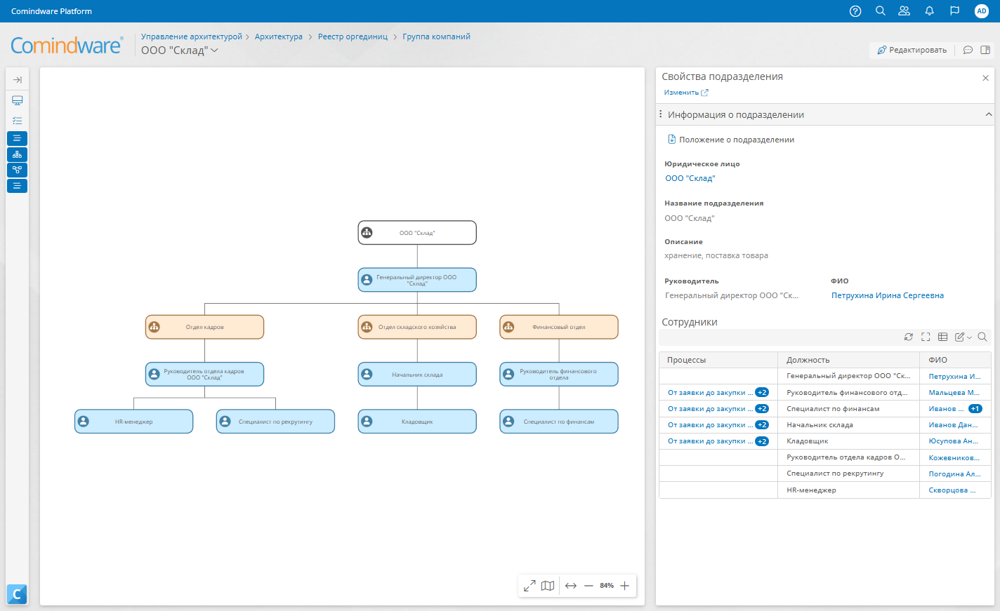 Comindware Platform
AD
Comindware®
Управление архитектурой > Архитектура > Реестр оргединиц > Группа компаний
ООО "Склад"
Редактировать
ООО "Склад"
Генеральный директор ООО
"Склад"
Отдел кадров
Отдел складского хозяйства
Финансовый отдел
Руководитель отдела кадров
ООО "Склад"
Начальник склада
Руководитель финансового
отдела
HR-менеджер
Специалист по рекрутингу
Кладовщик
Специалист по финансам
84%
C
Свойства подразделения
Изменить
Информация о подразделении
Положение о подразделении
Юридическое лицо
ООО "Склад"
Название подразделения
ООО "Склад"
Описание
хранение, поставка товара
Руководитель ФИО
Генеральный директор ООО "Ск... Петрухина Ирина Сергеевна
Сотрудники
Процессы Должность ФИО
Генеральный директор ООО "Ск... Петрухина И...
От заявки до закупки ... +2 Руководитель финансового отд... Мальцева М...
От заявки до закупки ... +2 Специалист по финансам Иванов ... +1
От заявки до закупки ... +2 Начальник склада Иванов Дан...
От заявки до закупки ... +2 Кладовщик Юсупова Ан...
Руководитель отдела кадров О... Кожевников...
Специалист по рекрутингу Погодина Ал...
HR-менеджер Скворцова ...